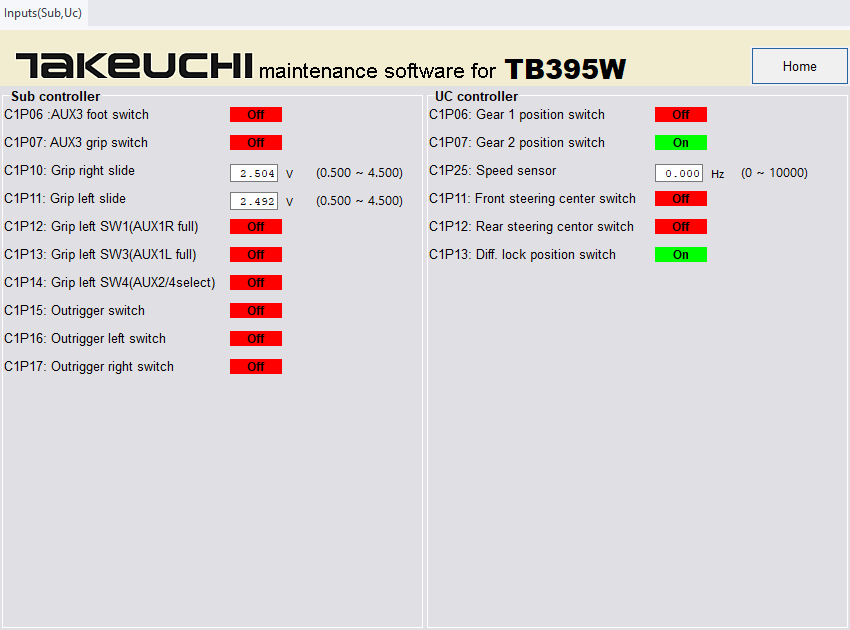 Inputs(Sub,Uc)
TAKEUCHI maintenance software for TB395W
Home
Sub controller
C1P06 :AUX3 foot switch Off
C1P07: AUX3 grip switch Off
C1P10: Grip right slide 2.504 V (0.500 ~ 4.500)
C1P11: Grip left slide 2.492 V (0.500 ~ 4.500)
C1P12: Grip left SW1(AUX1R full) Off
C1P13: Grip left SW3(AUX1L full) Off
C1P14: Grip left SW4(AUX2/4select) Off
C1P15: Outrigger switch Off
C1P16: Outrigger left switch Off
C1P17: Outrigger right switch Off
UC controller
C1P06: Gear 1 position switch Off
C1P07: Gear 2 position switch On
C1P25: Speed sensor 0.000 Hz (0 ~ 10000)
C1P11: Front steering center switch Off
C1P12: Rear steering centor switch Off
C1P13: Diff. lock position switch On